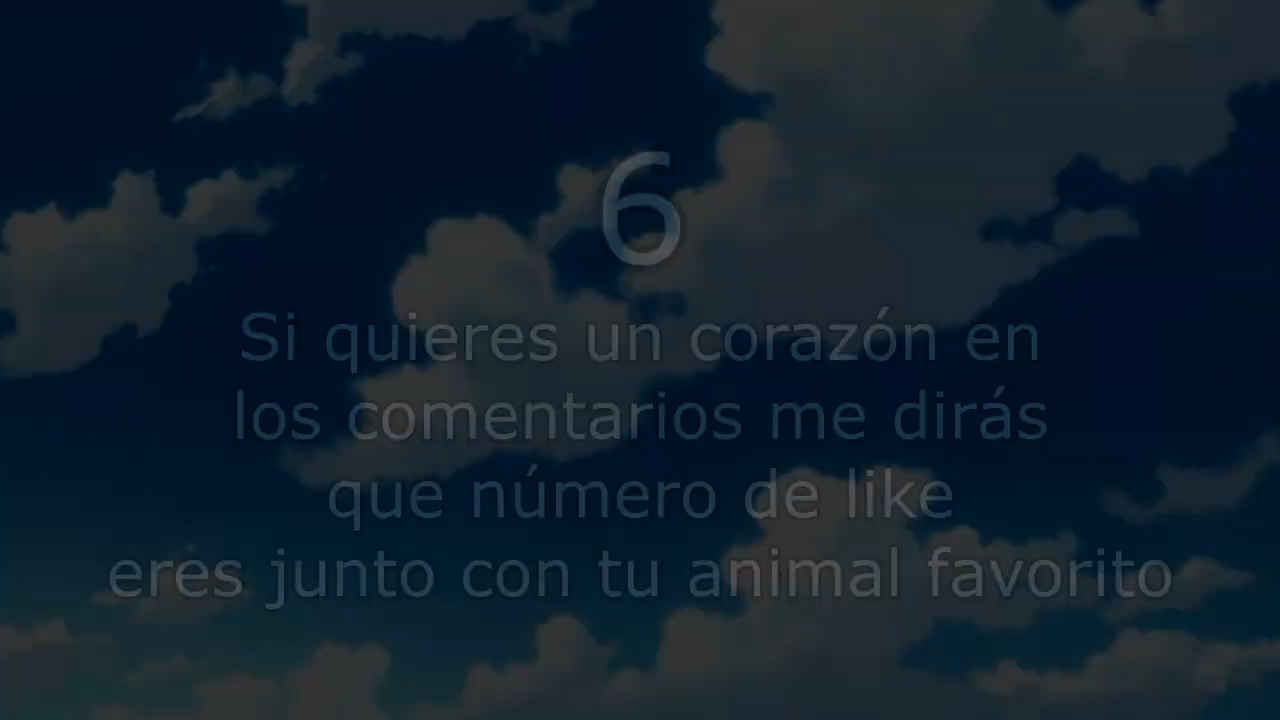 6
Si quieres un corazón en
los comentarios me dirás
que número de like
eres junto con tu animal favorito